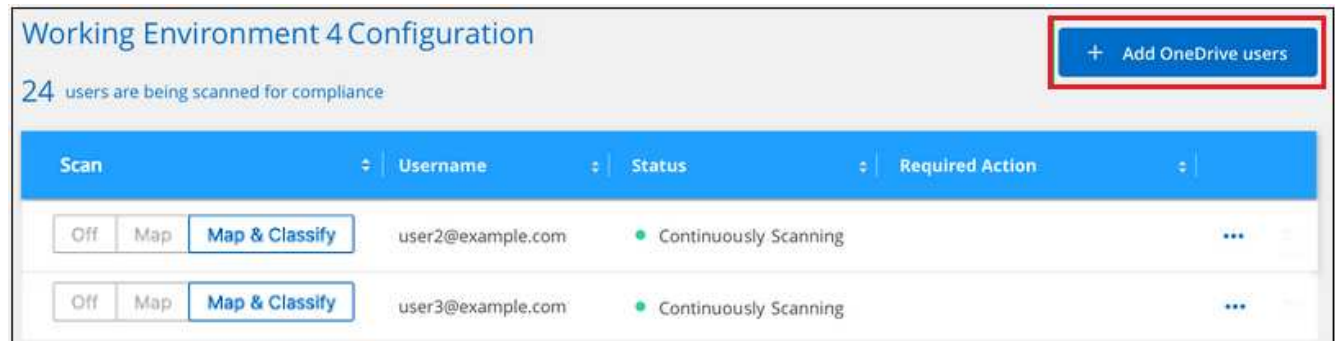 Working Environment 4 Configuration
+ Add OneDrive users
24 users are being scanned for compliance
Scan Username Status Required Action
Off Map Map & Classify user2@example.com Continuously Scanning ...
Off Map Map & Classify user3@example.com Continuously Scanning ...